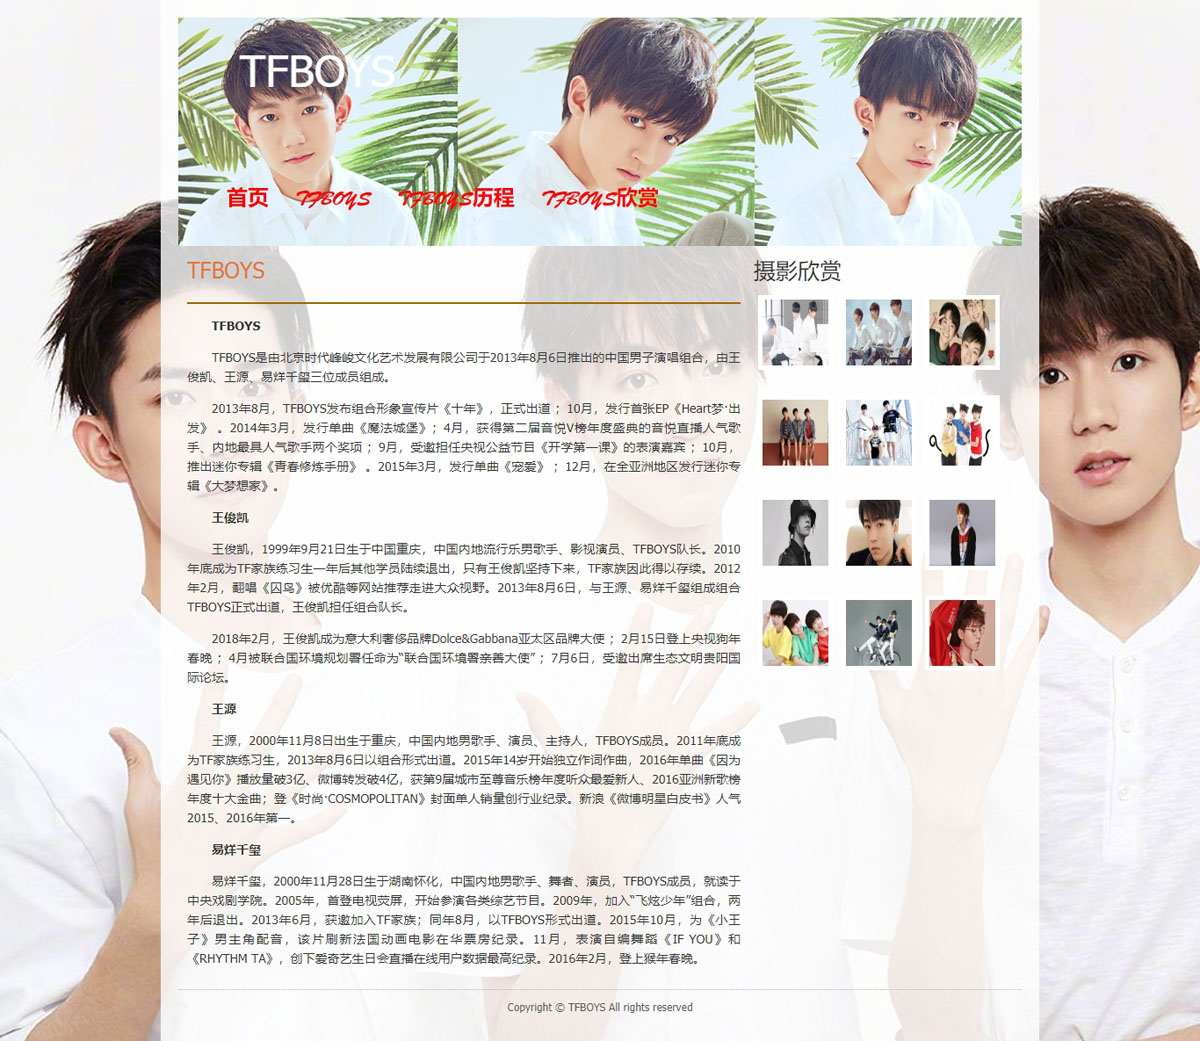 TFBOYS
首页 TFBOYS TFBOYS历程 TFBOYS欣赏
TFBOYS
摄影欣赏
TFBOYS
TFBOYS是由北京时代峰峻文化艺术发展有限公司于2013年8月6日推出的中国男子演唱组合，由王
俊凯、王源、易烊千玺三位成员组成。
2013年8月，TFBOYS发布组合形象宣传片《十年》，正式出道； 10月，发行首张EP《Heart梦·出
发》 。2014年3月，发行单曲《魔法城堡》；4月，获得第二届音悦V榜年度盛典的音悦直播人气歌
手、内地最具人气歌手两个奖项； 9月，受邀担任央视公益节目《开学第一课》的表演嘉宾； 10月，
推出迷你专辑《青春修炼手册》 。2015年3月，发行单曲《宠爱》； 12月，在全亚洲地区发行迷你专
辑《大梦想家》。
王俊凯
王俊凯，1999年9月21日生于中国重庆，中国内地流行乐男歌手、影视演员、TFBOYS队长。2010
年底成为TF家族练习生一年后其他学员陆续退出，只有王俊凯坚持下来，TF家族因此得以存续。2012
年2月，翻唱《囚鸟》被优酷等网站推荐走进大众视野。2013年8月6日，与王源、易烊千玺组成组合
TFBOYS正式出道，王俊凯担任组合队长。
2018年2月，王俊凯成为意大利奢侈品牌Dolce&Gabbana亚太区品牌大使； 2月15日登上央视狗年
春晚； 4月被联合国环境规划署任命为“联合国环境署亲善大使”； 7月6日，受邀出席生态文明贵阳国
际论坛。
王源
王源，2000年11月8日出生于重庆，中国内地男歌手、演员、主持人，TFBOYS成员。2011年底成
为TF家族练习生，2013年8月6日以组合形式出道。2015年14岁开始独立作词作曲，2016年单曲《因为
遇见你》播放量破3亿、微博转发破4亿，获第9届城市至尊音乐榜年度听众最爱新人、2016亚洲新歌榜
年度十大金曲；登《时尚·COSMOPOLITAN》封面单人销量创行业纪录。新浪《微博明星白皮书》人气
2015、2016年第一。
易烊千玺
易烊千玺，2000年11月28日生于湖南怀化，中国内地男歌手、舞者、演员，TFBOYS成员，就读于
中央戏剧学院。2005年，首登电视荧屏，开始参演各类综艺节目。2009年，加入“飞炫少年”组合，两
年后退出。2013年6月，获邀加入TF家族；同年8月，以TFBOYS形式出道。2015年10月，为《小王
子》男主角配音，该片刷新法国动画电影在华票房纪录。11月，表演自编舞蹈《IF YOU》和
《RHYTHM TA》，创下爱奇艺生日会直播在线用户数据最高纪录。2016年2月，登上猴年春晚。
Copyright © TFBOYS All rights reserved